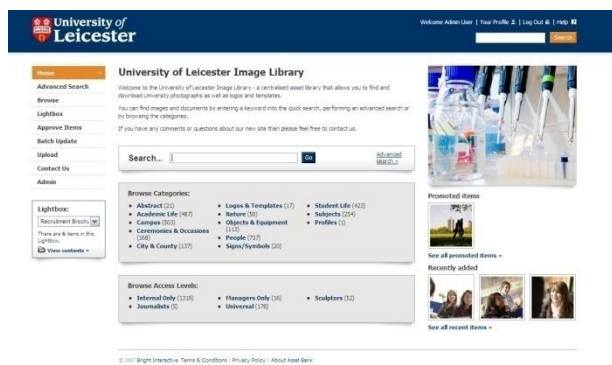 University of
Leicester
Welcome Admin User | Your Profile | Log Out | Help
Search
Home
Advanced Search
Browse
Lightbox
Approve Items
Batch Update
Upload
Contact Us
Admin
Lightbox:
Recruitment Brochu
There are 6 items in this
Lightbox.
View contents »
University of Leicester Image Library
Welcome to the University of Leicester Image Library - a centralised asset library that allows you to find and
download University photographs as well as logos and templates.
You can find images and documents by entering a keyword into the quick search, performing an advanced search or
by browsing the categories.
If you have any comments or questions about our new site then please feel free to contact us.
Search...
Go
Advanced
search »
Browse Categories:
Abstract (21)
Academic Life (487)
Campus (503)
Ceremonies & Occasions
(168)
City & County (137)
Logos & Templates (17)
Nature (58)
Objects & Equipment
(113)
People (737)
Signs/Symbols (20)
Student Life (423)
Subjects (254)
Profiles (1)
Browse Access Levels:
Internal Only (1319)
Journalists (5)
Managers Only (16)
Universal (178)
Sculptors (52)
Promoted items
See all promoted items »
Recently added
See all recent items »
© 2007 Bright Interactive. Terms & Conditions | Privacy Policy | About Asset Bank